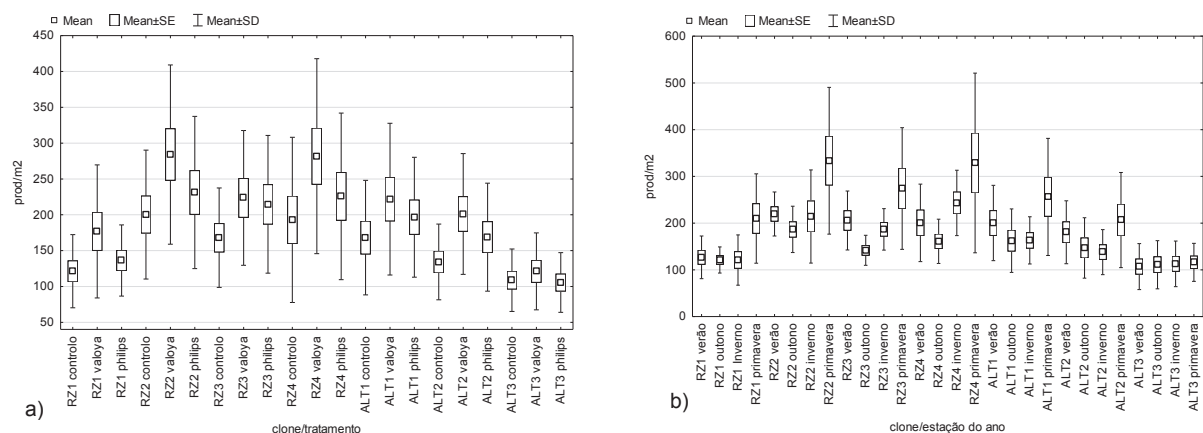 Mean Mean±SE Mean±SD
450
400
350
300
250
200
150
100
50
prod/m2
RZ1 controlo
RZ1 valoya
RZ1 philips
RZ2 controlo
RZ2 valoya
RZ2 philips
RZ3 controlo
RZ3 valoya
RZ3 philips
RZ4 controlo
RZ4 valoya
RZ4 philips
ALT1 controlo
ALT1 valoya
ALT1 philips
ALT2 controlo
ALT2 valoya
ALT2 philips
ALT3 controlo
ALT3 valoya
ALT3 philips
a)
clone/tratamento
Mean Mean±SE Mean±SD
600
500
400
300
200
100
0
prod/m2
RZ1 verão
RZ1 outono
RZ1 inverno
RZ1 primavera
RZ2 verão
RZ2 outono
RZ2 inverno
RZ2 primavera
RZ3 verão
RZ3 outono
RZ3 inverno
RZ3 primavera
RZ4 verão
RZ4 outono
RZ4 inverno
RZ4 primavera
ALT1 verão
ALT1 outono
ALT1 inverno
ALT1 primavera
ALT2 verão
ALT2 outono
ALT2 inverno
ALT2 primavera
ALT3 verão
ALT3 outono
ALT3 inverno
ALT3 primavera
b)
clone/estação do ano